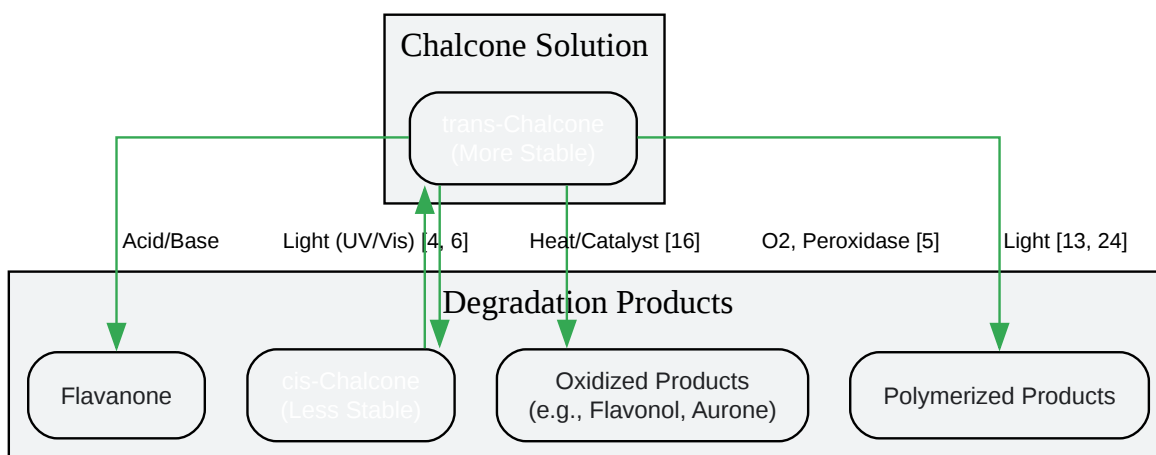 Chalcone Solution
trans-Chalcone
(More Stable)
Acid/Base
Light (UV/Vis) [4, 6]
Heat/Catalyst [16]
O2, Peroxidase [5]
Light [13, 24]
Degradation Products
Flavanone
cis-Chalcone
(Less Stable)
Oxidized Products
(e.g., Flavonol, Aurone)
Polymerized Products